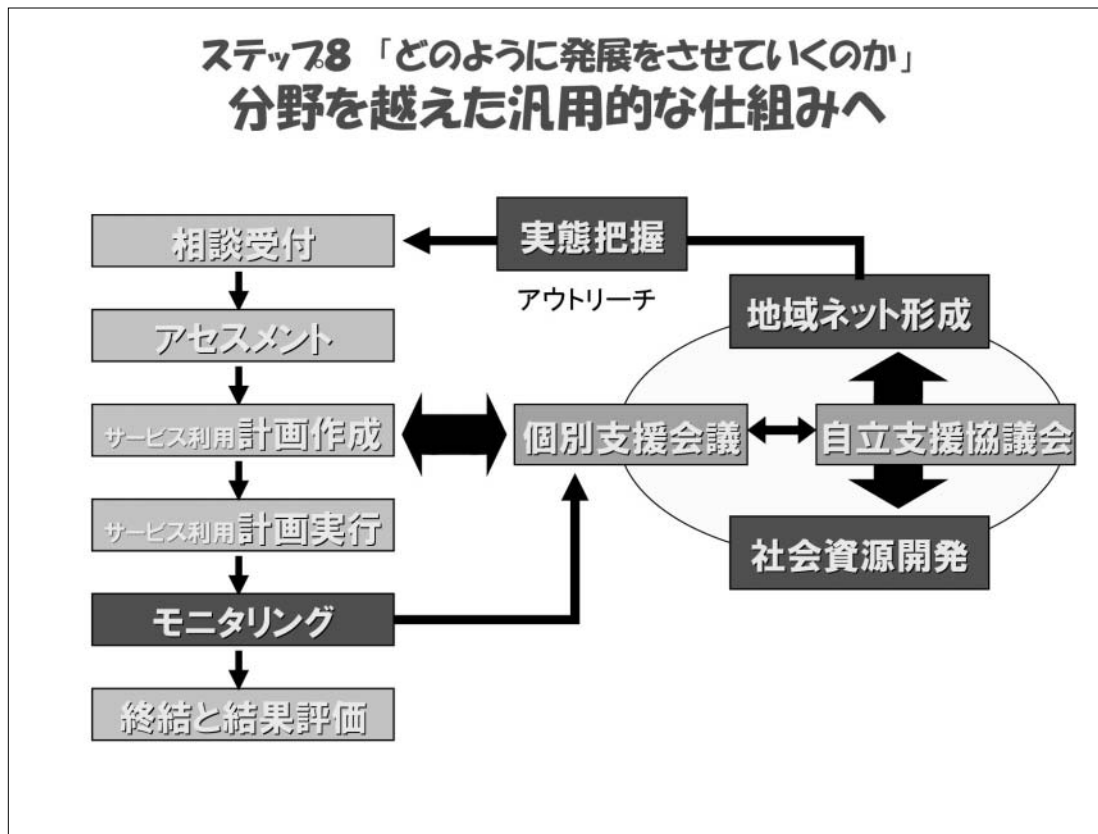 ステップ8 「どのように発展をさせていくのか」
分野を越えた汎用的な仕組みへ
相談受付
アセスメント
サービス利用計画作成
サービス利用計画実行
モニタリング
終結と結果評価
実態把握
アウトリーチ
地域ネット形成
個別支援会議
自立支援協議会
社会資源開発